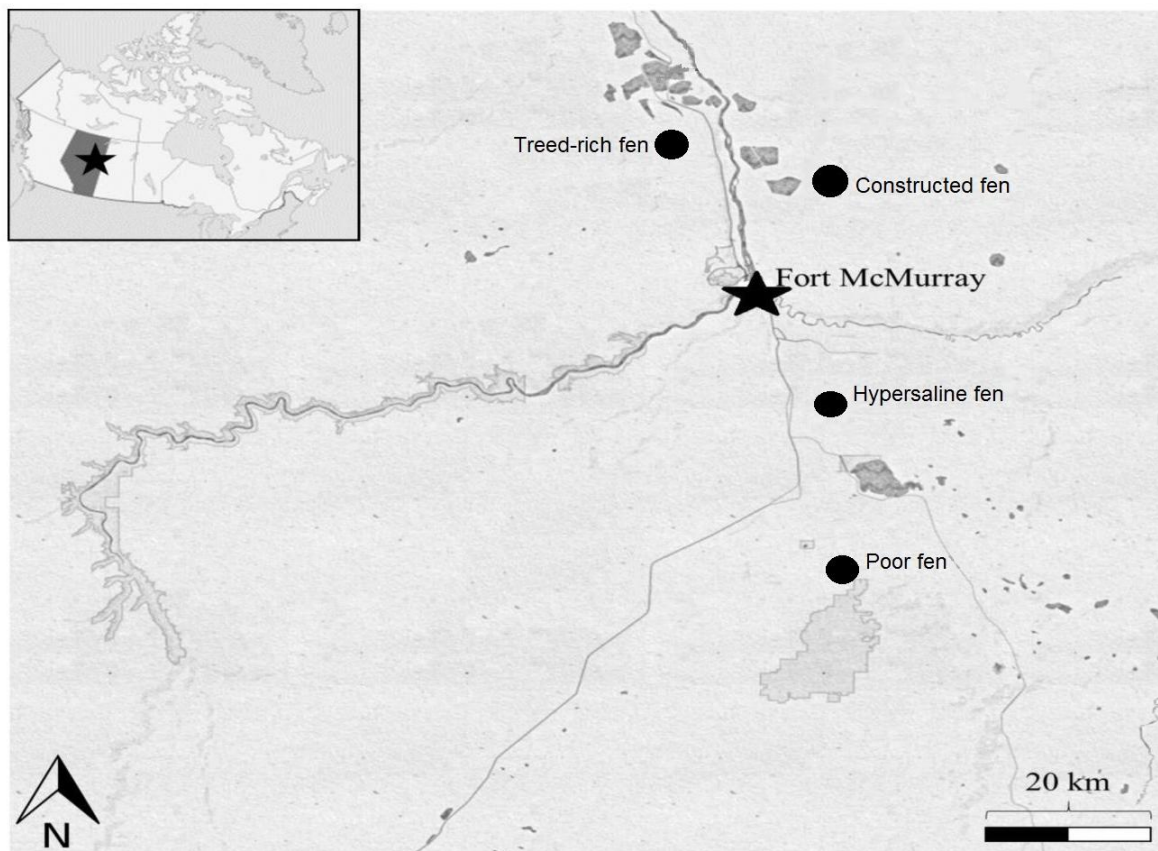 Treed-rich fen
Constructed fen
Fort McMurray
Hypersaline fen
Poor fen
20 km
N